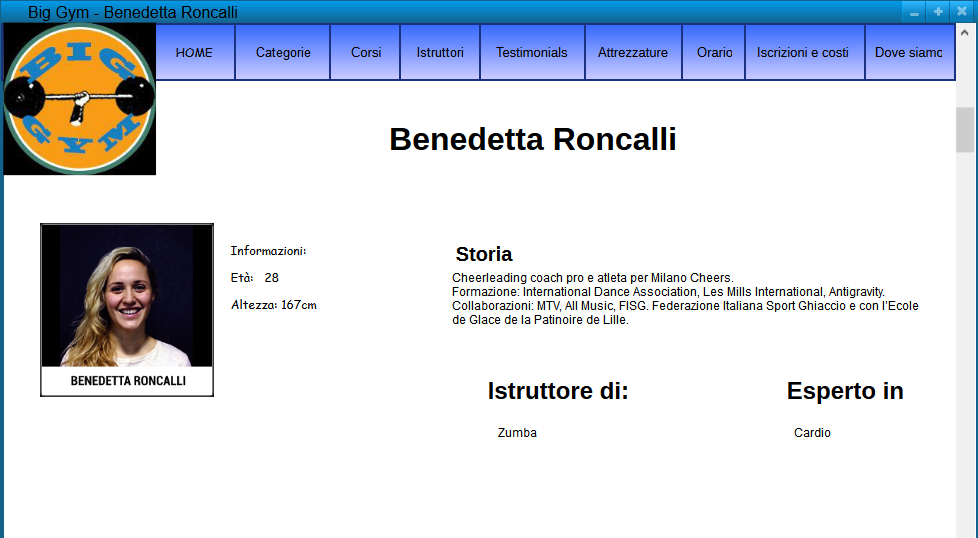 Big Gym - Benedetta Roncalli
BIG
GYM
HOME
Categorie
Corsi
Istruttori
Testimonials
Attrezzature
Orario
Iscrizioni e costi
Dove siamo
Benedetta Roncalli
BENEDETTA RONCALLI
Informazioni:
Età: 28
Altezza: 167cm
Storia
Cheerleading coach pro e atleta per Milano Cheers.
Formazione: International Dance Association, Les Mills International, Antigravity.
Collaborazioni: MTV, All Music, FISG. Federazione Italiana Sport Ghiaccio e con l'Ecole
de Glace de la Patinoire de Lille.
Istruttore di:
Zumba
Esperto in
Cardio